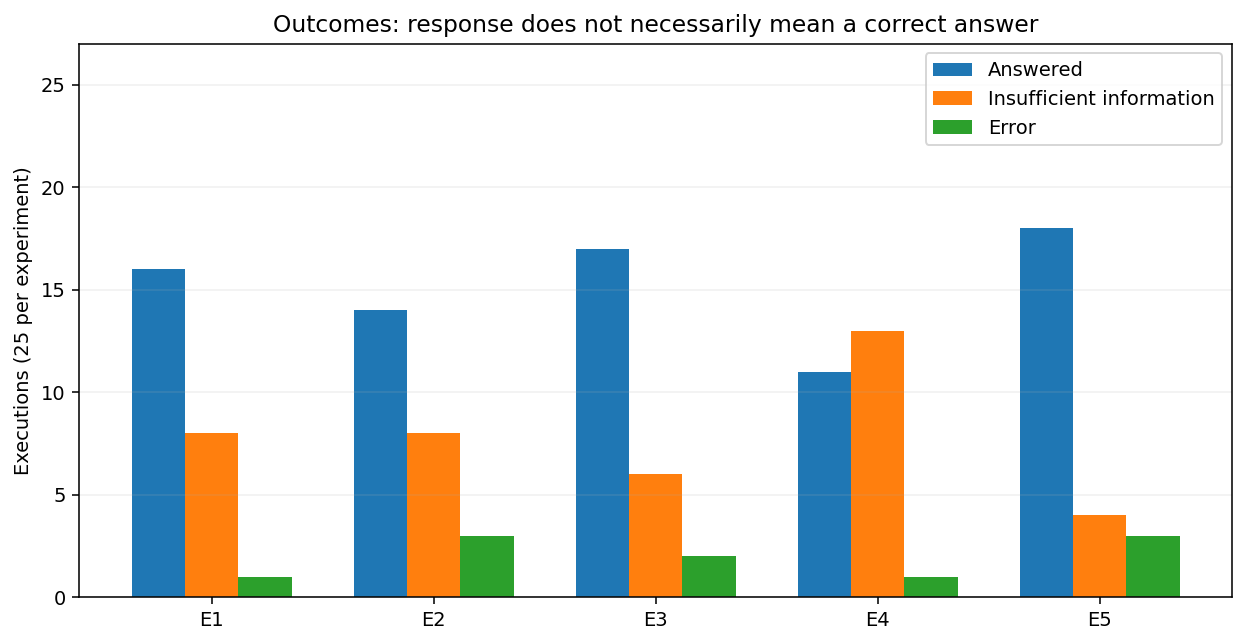 Outcomes: response does not necessarily mean a correct answer
Answered
Insufficient information
Error
Executions (25 per experiment)
25
20
15
10
5
0
E1 E2 E3 E4 E5